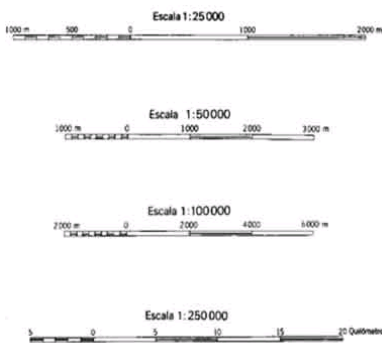 Escala 1:25000
1000 m 500 0 1000 2000 m
Escala 1:50000
1000 m 0 1000 2000 3000 m
Escala 1:100000
2000 m 0 2000 4000 6000 m
Escala 1:250000
5 0 5 10 15 20 Quilómetros